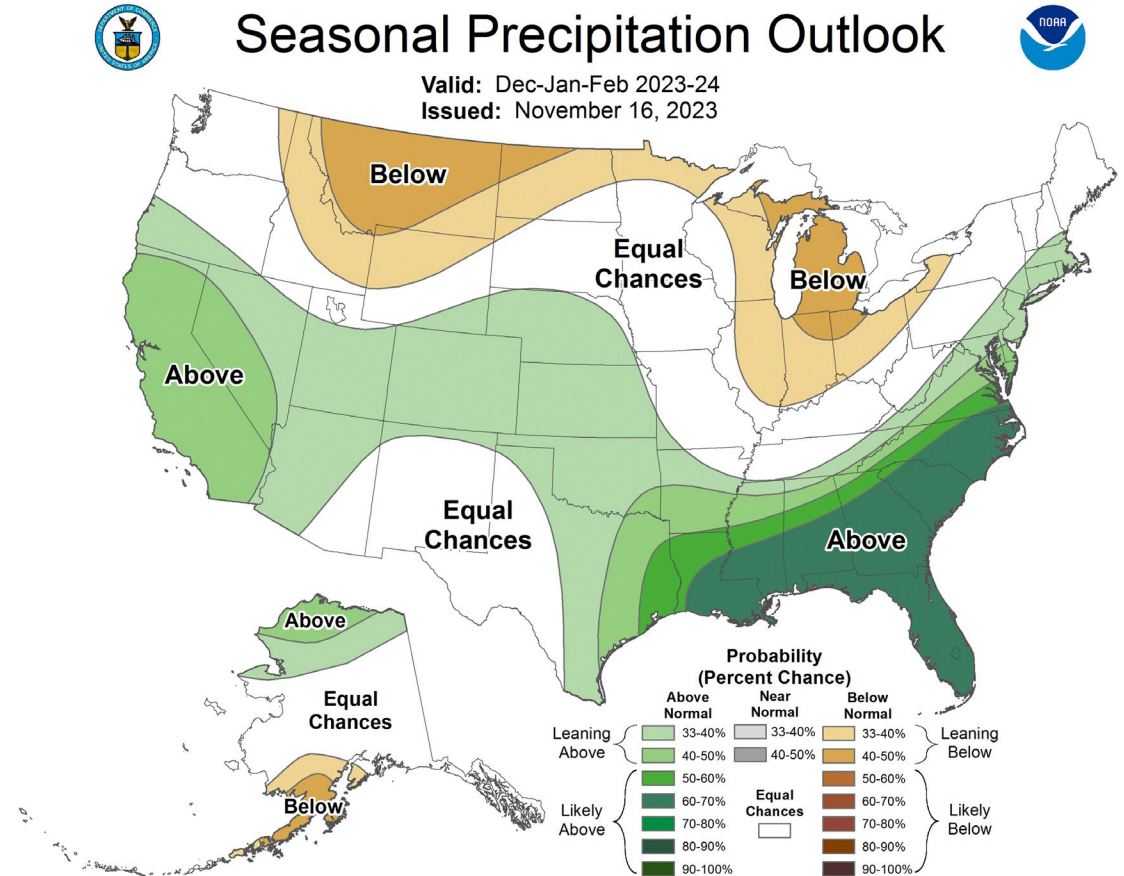 Seasonal Precipitation Outlook
NOAA
Valid: Dec-Jan-Feb 2023-24
Issued: November 16, 2023
Below
Equal
Chances
Below
Above
Equal
Chances
Above
Above
Equal
Chances
Below
Probability
(Percent Chance)
Above
Normal
Near
Normal
Below
Normal
Leaning
Above
33-40%
40-50%
33-40%
40-50%
33-40%
40-50%
Leaning
Below
Likely
Above
50-60%
60-70%
70-80%
80-90%
90-100%
Equal
Chances
50-60%
60-70%
70-80%
80-90%
90-100%
Likely
Below